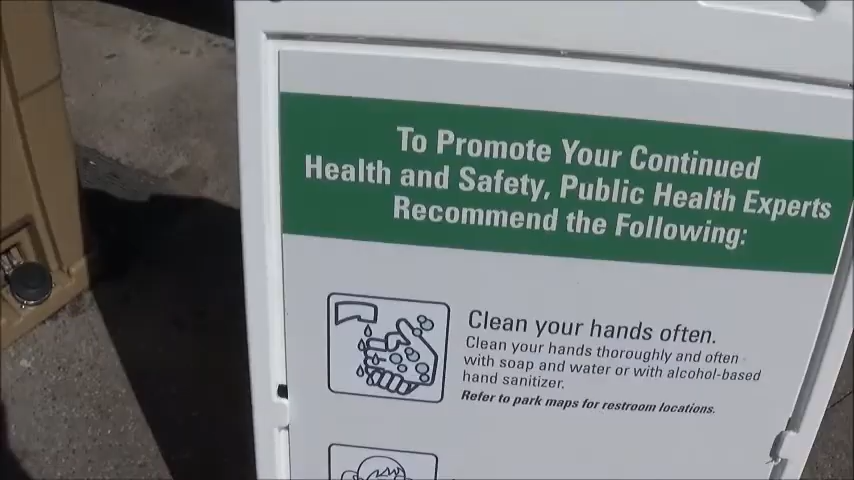 To Promote Your Continued
Health and Safety, Public Health Experts
Recommend the Following:
Clean your hands often.
Clean your hands thoroughly and often
with soap and water or with alcohol-based
hand sanitizer.
Refer to park maps for restroom locations.